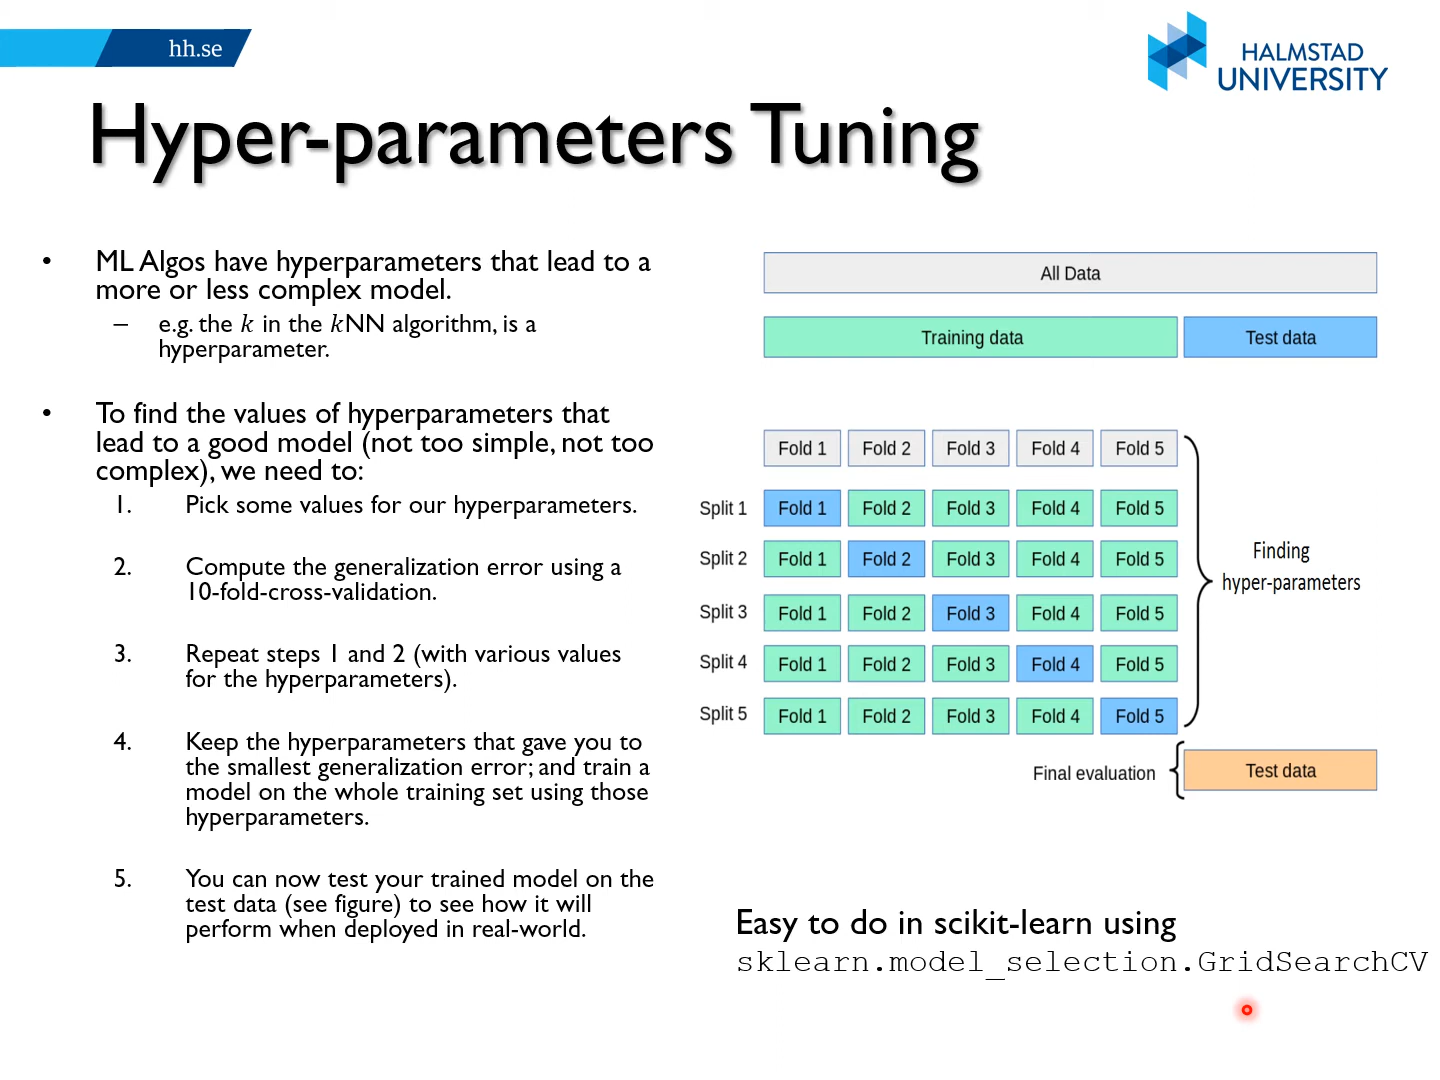 hh.se
HALMSTAD
UNIVERSITY
Hyper-parameters Tuning
• ML Algos have hyperparameters that lead to a
more or less complex model.
– e.g. the k in the kNN algorithm, is a
hyperparameter.
• To find the values of hyperparameters that
lead to a good model (not too simple, not too
complex), we need to:
1. Pick some values for our hyperparameters.
2. Compute the generalization error using a
10-fold-cross-validation.
3. Repeat steps 1 and 2 (with various values
for the hyperparameters).
4. Keep the hyperparameters that gave you to
the smallest generalization error; and train a
model on the whole training set using those
hyperparameters.
5. You can now test your trained model on the
test data (see figure) to see how it will
perform when deployed in real-world.
All Data
Training data Test data
Fold 1 Fold 2 Fold 3 Fold 4 Fold 5
Split 1 Fold 1 Fold 2 Fold 3 Fold 4 Fold 5
Split 2 Fold 1 Fold 2 Fold 3 Fold 4 Fold 5
Split 3 Fold 1 Fold 2 Fold 3 Fold 4 Fold 5
Split 4 Fold 1 Fold 2 Fold 3 Fold 4 Fold 5
Split 5 Fold 1 Fold 2 Fold 3 Fold 4 Fold 5
Finding
hyper-parameters
Final evaluation Test data
Easy to do in scikit-learn using
sklearn.model_selection.GridSearchCV